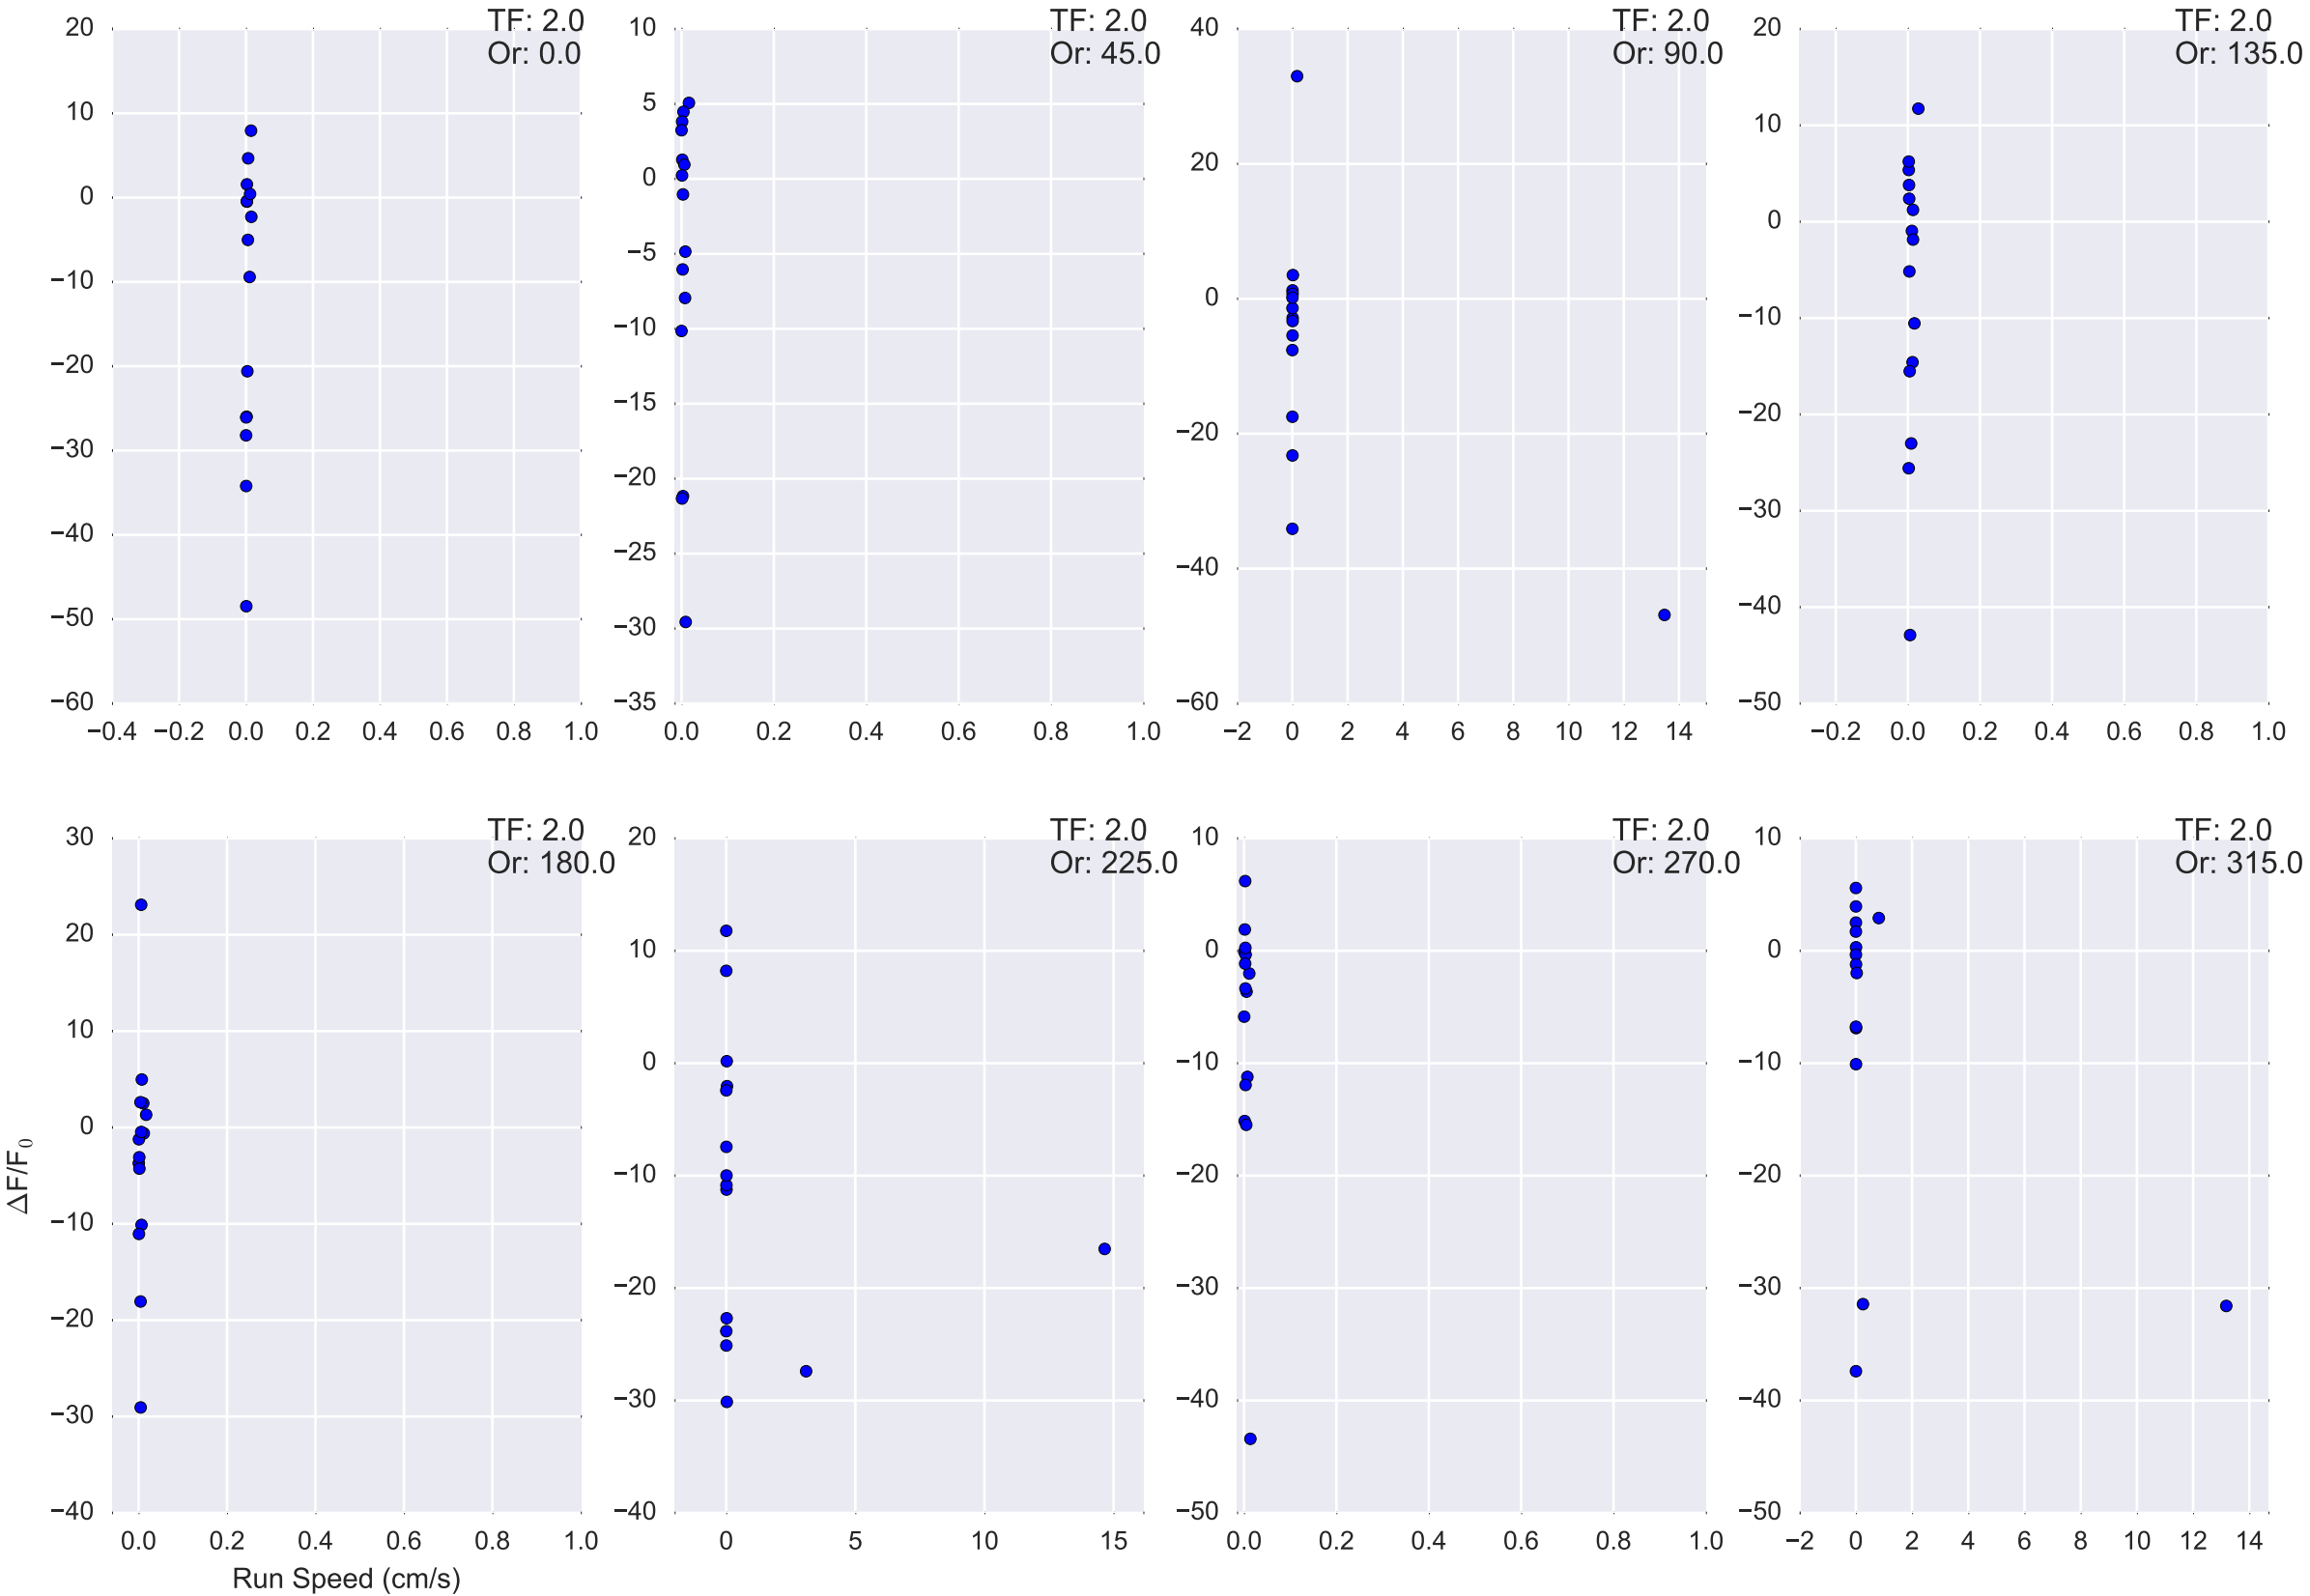 TF: 2.0
Or: 0.0
20
10
0
−10
−20
−30
−40
−50
−60
−0.4 −0.2 0.0 0.2 0.4 0.6 0.8 1.0
TF: 2.0
Or: 45.0
10
5
0
−5
−10
−15
−20
−25
−30
−35
0.0 0.2 0.4 0.6 0.8 1.0
TF: 2.0
Or: 90.0
40
20
0
−20
−40
−60
−2 0 2 4 6 8 10 12 14
TF: 2.0
Or: 135.0
20
10
0
−10
−20
−30
−40
−50
−0.2 0.0 0.2 0.4 0.6 0.8 1.0
TF: 2.0
Or: 180.0
30
20
10
0
−10
−20
−30
−40
0.0 0.2 0.4 0.6 0.8 1.0
ΔF/F₀
Run Speed (cm/s)
TF: 2.0
Or: 225.0
20
10
0
−10
−20
−30
−40
0 5 10 15
TF: 2.0
Or: 270.0
10
0
−10
−20
−30
−40
−50
0.0 0.2 0.4 0.6 0.8 1.0
TF: 2.0
Or: 315.0
10
0
−10
−20
−30
−40
−50
−2 0 2 4 6 8 10 12 14